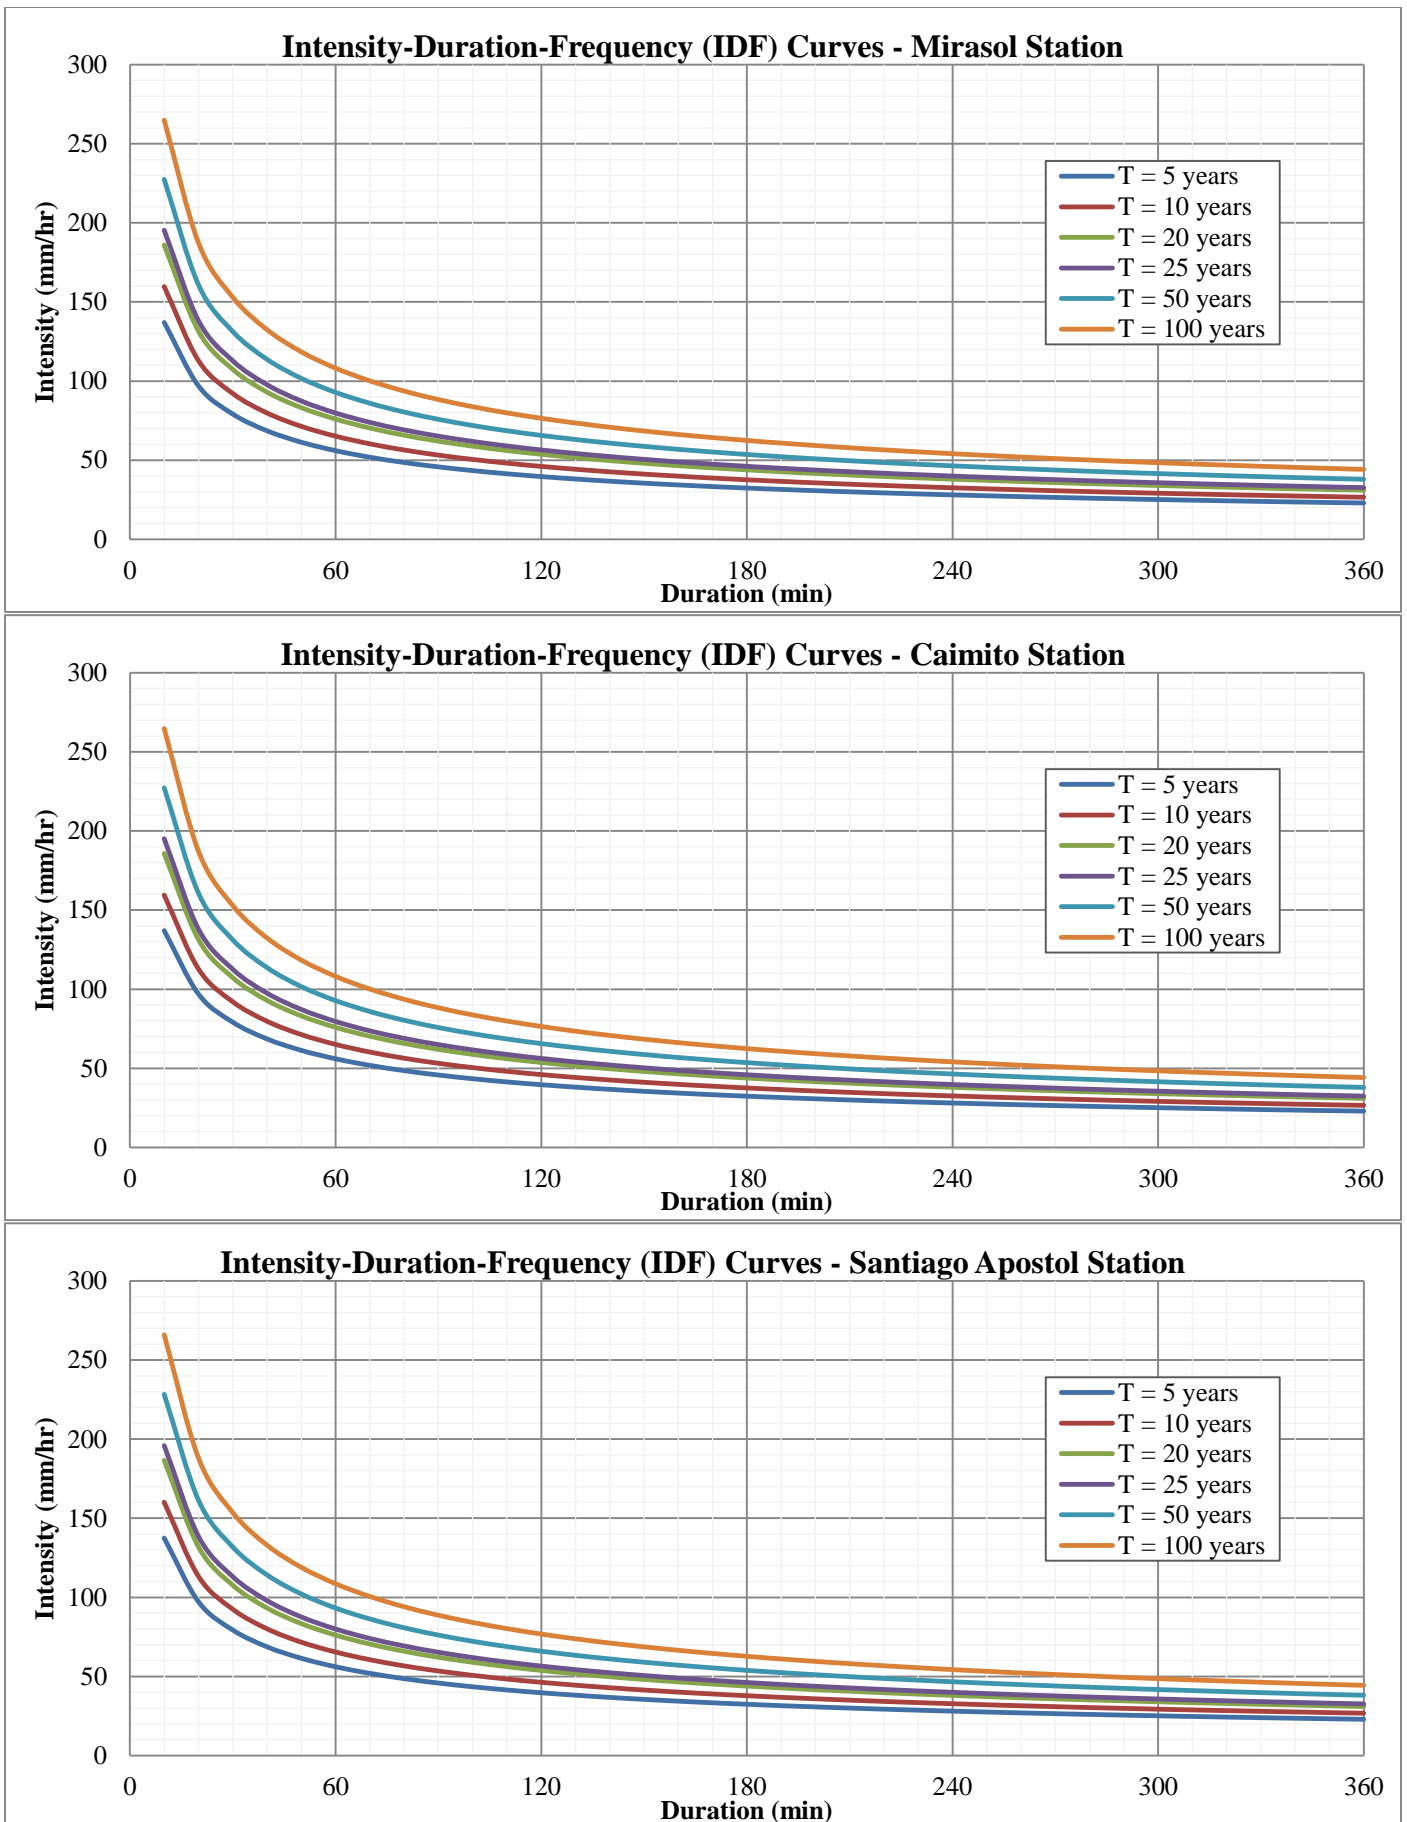 Intensity-Duration-Frequency (IDF) Curves - Mirasol Station
300
250
200
150
100
50
0
Intensity (mm/hr)
T = 5 years
T = 10 years
T = 20 years
T = 25 years
T = 50 years
T = 100 years
0 60 120 180 240 300 360
Duration (min)
Intensity-Duration-Frequency (IDF) Curves - Caimito Station
300
250
200
150
100
50
0
Intensity (mm/hr)
T = 5 years
T = 10 years
T = 20 years
T = 25 years
T = 50 years
T = 100 years
0 60 120 180 240 300 360
Duration (min)
Intensity-Duration-Frequency (IDF) Curves - Santiago Apostol Station
300
250
200
150
100
50
0
Intensity (mm/hr)
T = 5 years
T = 10 years
T = 20 years
T = 25 years
T = 50 years
T = 100 years
0 60 120 180 240 300 360
Duration (min)